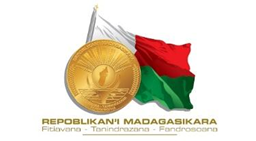 REPOBLIKAN'I MADAGASIKARA
Fitiavana - Tanindrazana - Fandrosoana